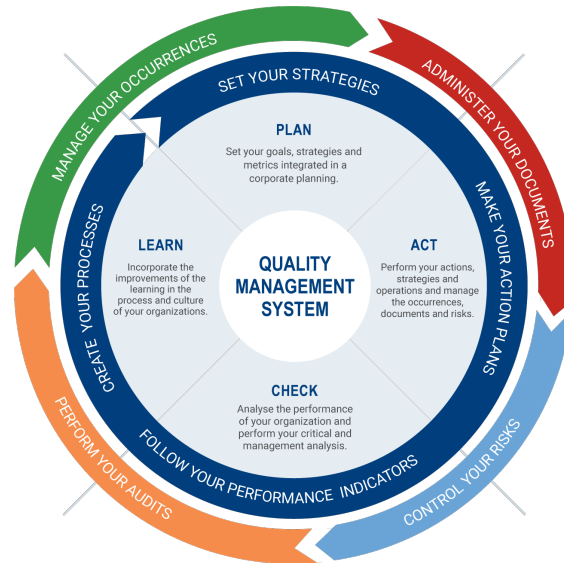 MANAGE YOUR OCCURRENCES
ADMINISTER YOUR DOCUMENTS
SET YOUR STRATEGIES
PLAN
Set your goals, strategies and
metrics integrated in a
corporate planning.
CREATE YOUR PROCESSES
LEARN
Incorporate the
improvements of the
learning in the
process and culture
of your organizations.
QUALITY
MANAGEMENT
SYSTEM
ACT
Perform your actions,
strategies and
operations and manage
the occurrences,
documents and risks.
MAKE YOUR ACTION PLANS
CHECK
Analyse the performance
of your organization and
perform your critical and
management analysis.
FOLLOW YOUR PERFORMANCE INDICATORS
PERFORM YOUR AUDITS
CONTROL YOUR RISKS